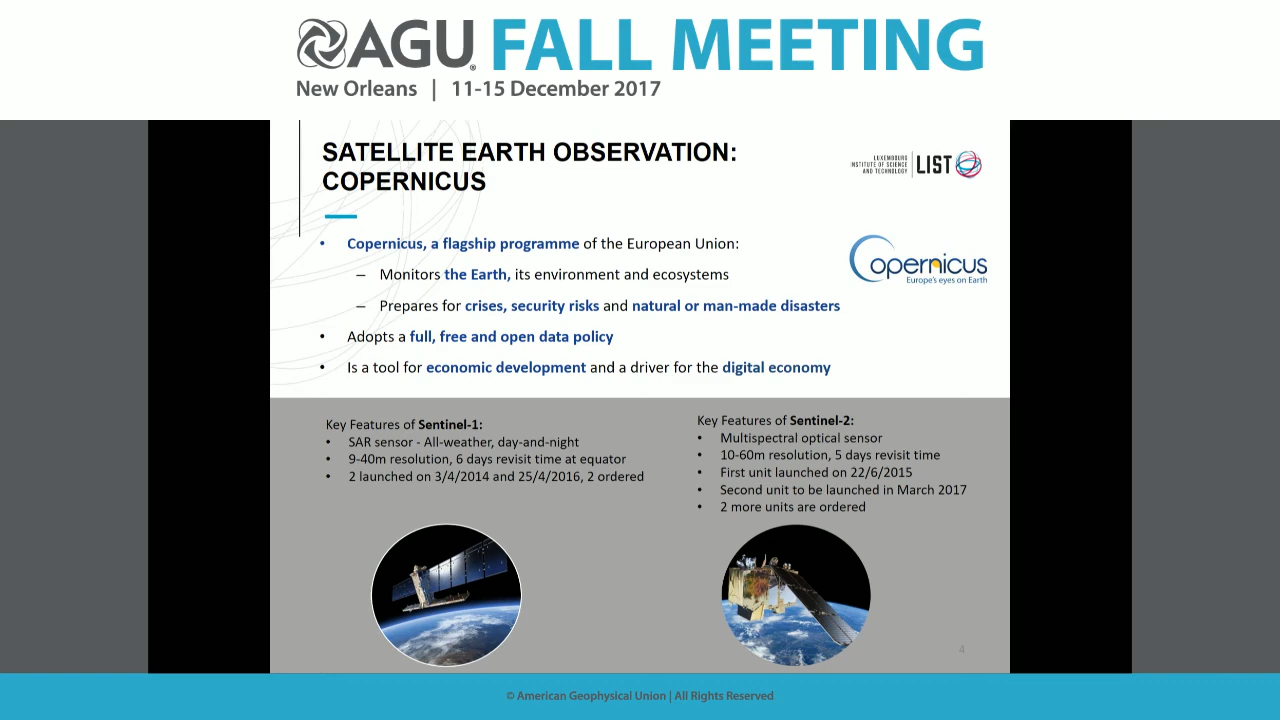 AGU® FALL MEETING
New Orleans | 11-15 December 2017
SATELLITE EARTH OBSERVATION:
COPERNICUS
LUXEMBOURG
INSTITUTE OF SCIENCE
AND TECHNOLOGY
LIST
• Copernicus, a flagship programme of the European Union:
– Monitors the Earth, its environment and ecosystems
– Prepares for crises, security risks and natural or man-made disasters
• Adopts a full, free and open data policy
• Is a tool for economic development and a driver for the digital economy
Copernicus
Europe's eyes on Earth
Key Features of Sentinel-1:
• SAR sensor - All-weather, day-and-night
• 9-40m resolution, 6 days revisit time at equator
• 2 launched on 3/4/2014 and 25/4/2016, 2 ordered
Key Features of Sentinel-2:
• Multispectral optical sensor
• 10-60m resolution, 5 days revisit time
• First unit launched on 22/6/2015
• Second unit to be launched in March 2017
• 2 more units are ordered
4
© American Geophysical Union | All Rights Reserved